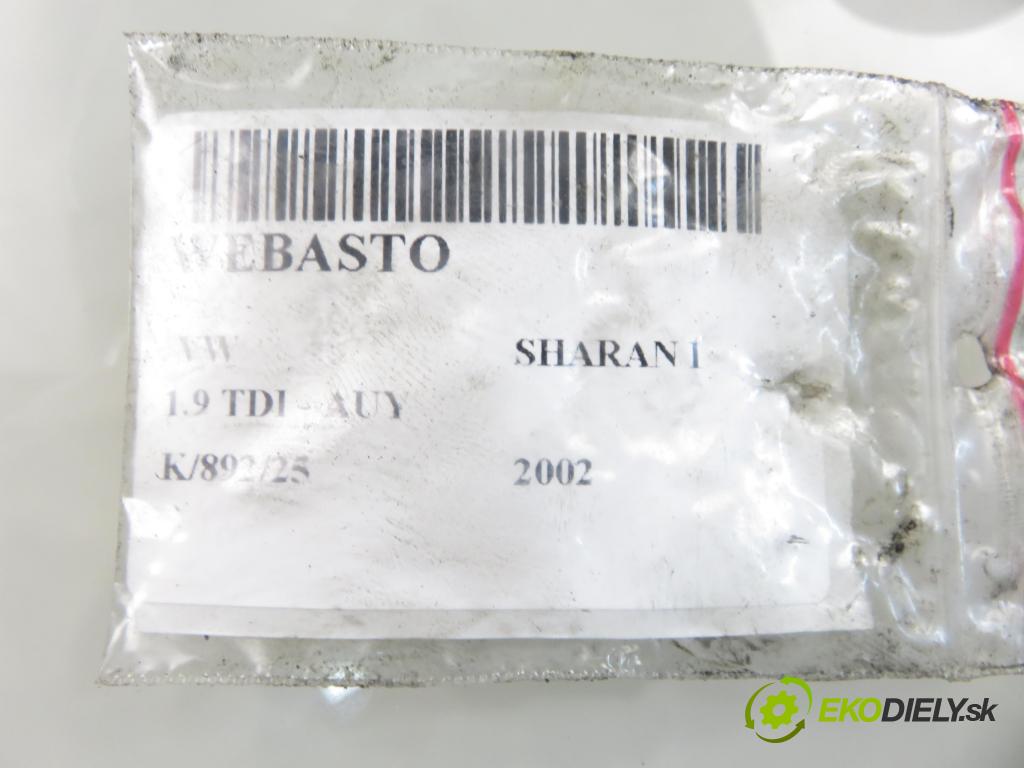 WEBASTO
VW SHARAN I
1.9 TDI - AUY
K/892/25 2002
EKODIELY.sk